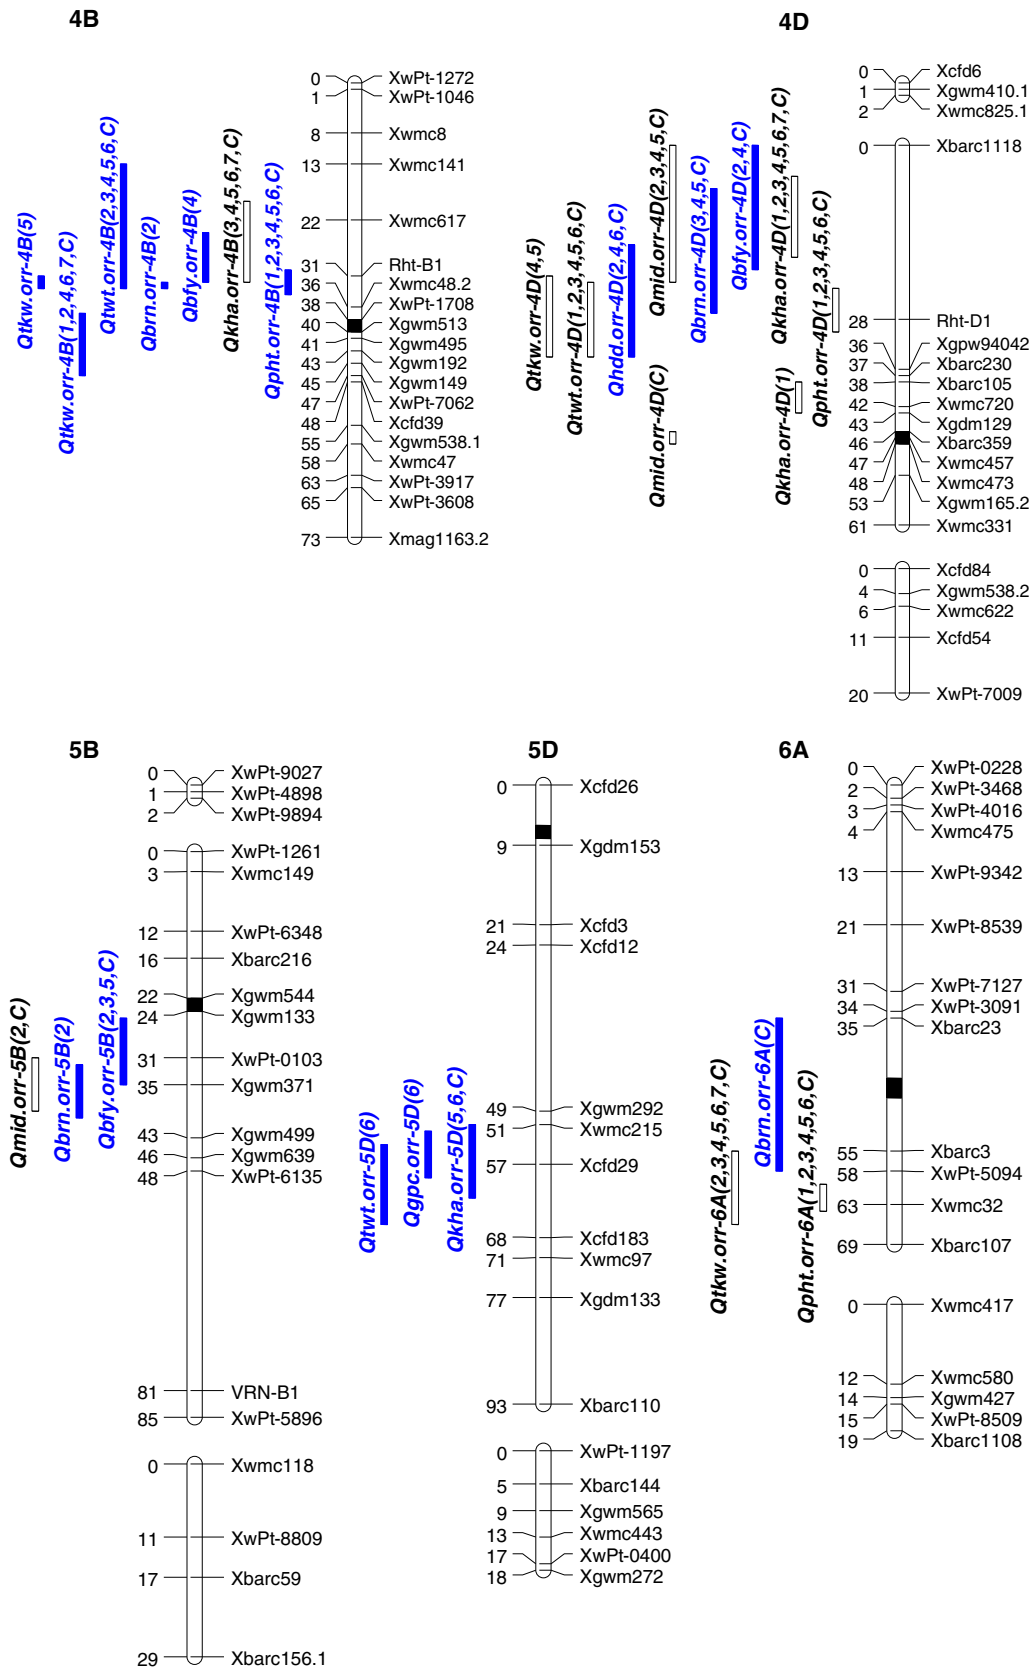 4B
Qtkw.orr-4B(5)
Qtkw.orr-4B(1,2,4,6,7,C)
Qtwt.orr-4B(2,3,4,5,6,C)
Qbrn.orr-4B(2)
Qbfy.orr-4B(4)
Qkha.orr-4B(3,4,5,6,7,C)
Qpht.orr-4B(1,2,3,4,5,6,C)
0 XwPt-1272
1 XwPt-1046
8 Xwmc8
13 Xwmc141
22 Xwmc617
31 Rht-B1
36 Xwmc48.2
38 XwPt-1708
40 Xgwm513
41 Xgwm495
43 Xgwm192
45 Xgwm149
47 XwPt-7062
48 Xcfd39
55 Xgwm538.1
58 Xwmc47
63 XwPt-3917
65 XwPt-3608
73 Xmag1163.2
4D
Qtkw.orr-4D(4,5)
Qtwt.orr-4D(1,2,3,4,5,6,C)
Qhdd.orr-4D(2,4,6,C)
Qmid.orr-4D(2,3,4,5,C)
Qmid.orr-4D(C)
Qbrn.orr-4D(3,4,5,C)
Qbfy.orr-4D(2,4,C)
Qkha.orr-4D(1,2,3,4,5,6,7,C)
Qkha.orr-4D(1)
Qpht.orr-4D(1,2,3,4,5,6,C)
0 Xcfd6
1 Xgwm410.1
2 Xwmc825.1
0 Xbarc1118
28 Rht-D1
36 Xgpw94042
37 Xbarc230
38 Xbarc105
42 Xwmc720
43 Xgdm129
46 Xbarc359
47 Xwmc457
48 Xwmc473
53 Xgwm165.2
61 Xwmc331
0 Xcfd84
4 Xgwm538.2
6 Xwmc622
11 Xcfd54
20 XwPt-7009
5B
Qmid.orr-5B(2,C)
Qbrn.orr-5B(2)
Qbfy.orr-5B(2,3,5,C)
0 XwPt-9027
1 XwPt-4898
2 XwPt-9894
0 XwPt-1261
3 Xwmc149
12 XwPt-6348
16 Xbarc216
22 Xgwm544
24 Xgwm133
31 XwPt-0103
35 Xgwm371
43 Xgwm499
46 Xgwm639
48 XwPt-6135
81 VRN-B1
85 XwPt-5896
0 Xwmc118
11 XwPt-8809
17 Xbarc59
29 Xbarc156.1
5D
Qtwt.orr-5D(6)
Qgpc.orr-5D(6)
Qkha.orr-5D(5,6,C)
0 Xcfd26
9 Xgdm153
21 Xcfd3
24 Xcfd12
49 Xgwm292
51 Xwmc215
57 Xcfd29
68 Xcfd183
71 Xwmc97
77 Xgdm133
93 Xbarc110
0 XwPt-1197
5 Xbarc144
9 Xgwm565
13 Xwmc443
17 XwPt-0400
18 Xgwm272
6A
Qtkw.orr-6A(2,3,4,5,6,7,C)
Qbrn.orr-6A(C)
Qpht.orr-6A(1,2,3,4,5,6,C)
0 XwPt-0228
2 XwPt-3468
3 XwPt-4016
4 Xwmc475
13 XwPt-9342
21 XwPt-8539
31 XwPt-7127
34 XwPt-3091
35 Xbarc23
55 Xbarc3
58 XwPt-5094
63 Xwmc32
69 Xbarc107
0 Xwmc417
12 Xwmc580
14 Xgwm427
15 XwPt-8509
19 Xbarc1108